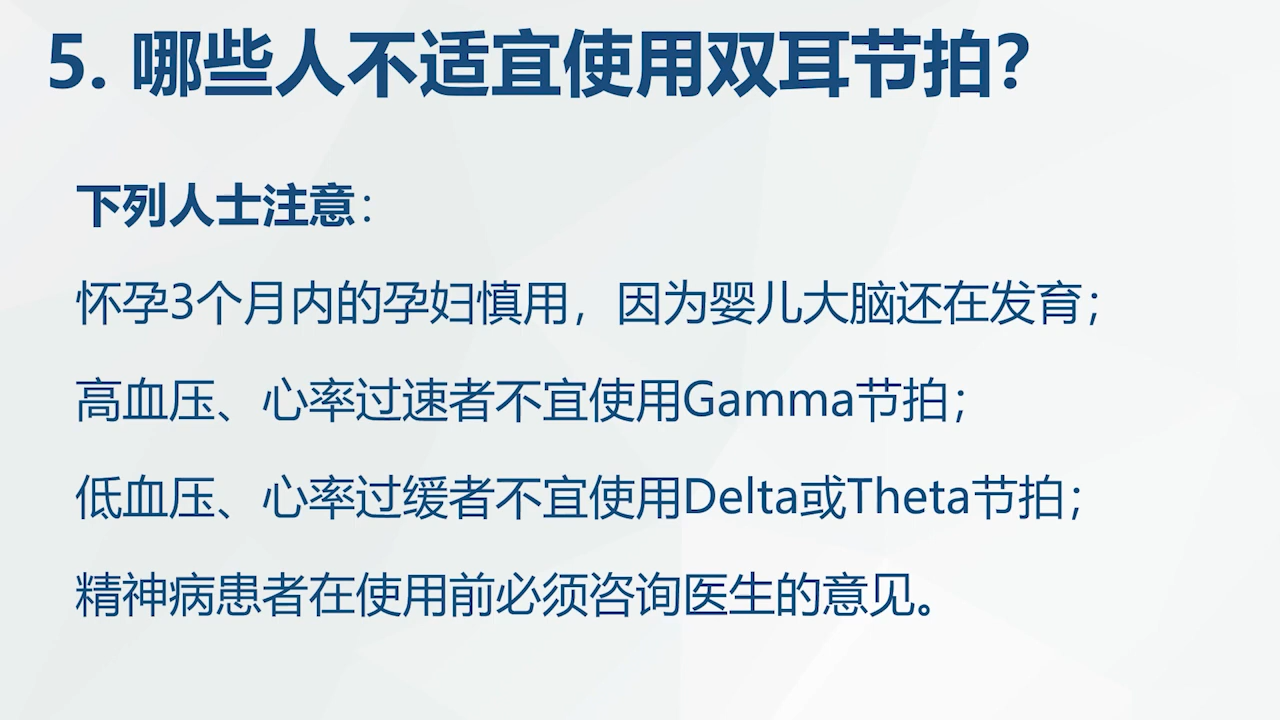 5. 哪些人不适宜使用双耳节拍？
下列人士注意：
怀孕3个月内的孕妇慎用，因为婴儿大脑还在发育；
高血压、心率过速者不宜使用Gamma节拍；
低血压、心率过缓者不宜使用Delta或Theta节拍；
精神病患者在使用前必须咨询医生的意见。